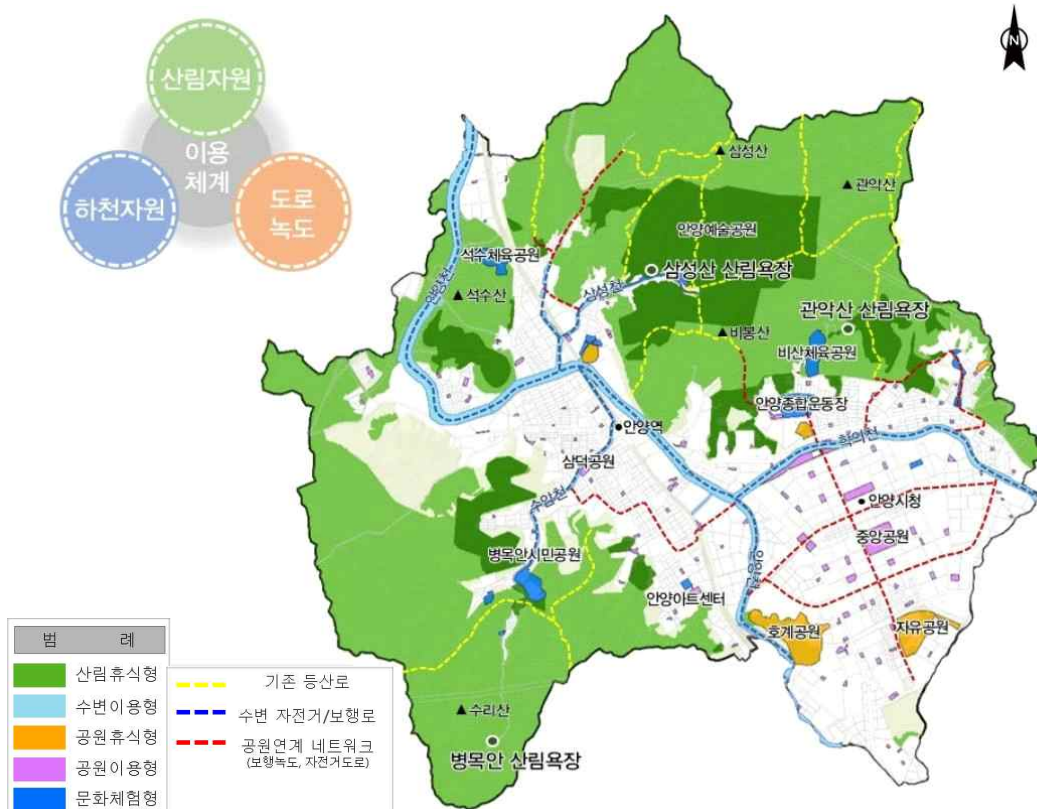 산림자원
이용
체계
하천자원
도로
녹도
N
삼성산
관악산
안양예술공원
석수체육공원
안양천
삼성천
삼성산 산림욕장
석수산
관악산 산림욕장
비봉산
비산체육공원
안양종합운동장
안양역
학의천
삼덕공원
안양시청
수암천
중앙공원
병목안시민공원
안양천
안양아트센터
호계공원
자유공원
수리산
병목안 산림욕장
범 례
산림휴식형
수변이용형
공원휴식형
공원이용형
문화체험형
기존 등산로
수변 자전거/보행로
공원연계 네트워크
(보행녹도, 자전거도로)